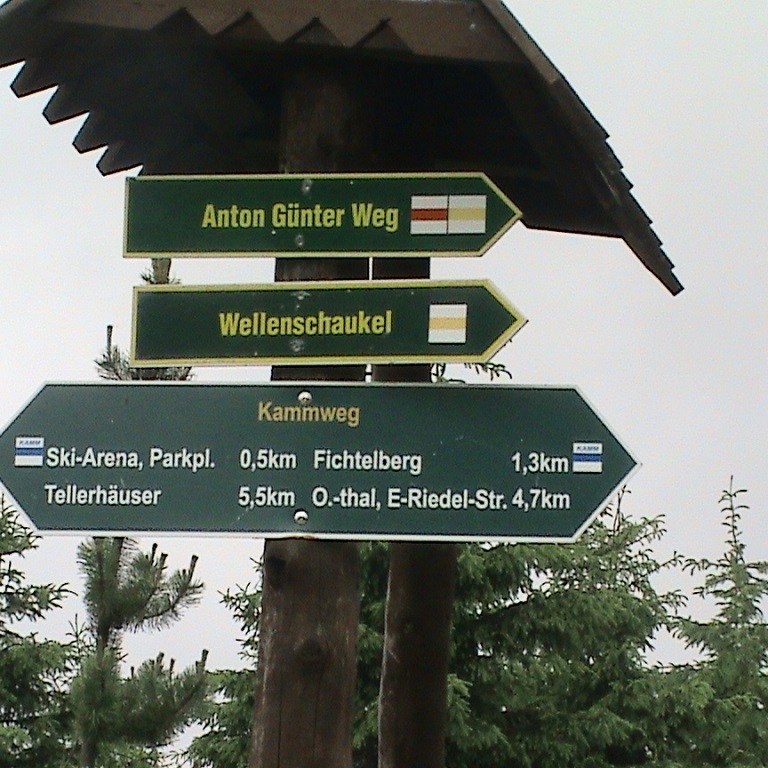 Anton Günter Weg
Wellenschaukel
Kammweg
KAMM Ski-Arena, Parkpl. 0,5km Fichtelberg 1,3km KAMM
Tellerhäuser 5,5km O.-thal, E-Riedel-Str. 4,7km